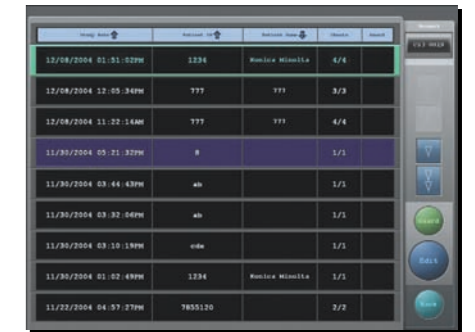 Study Date Patient ID Patient Name Sheets
12/08/2004 01:51:02PM 1234 Konica Minolta 4/4
12/08/2004 12:05:34PM 777 777 3/3
12/08/2004 11:22:14AM 777 777 4/4
11/30/2004 05:21:32PM 8 1/1
11/30/2004 03:44:43PM ab 1/1
11/30/2004 03:32:06PM ab 1/1
11/30/2004 03:10:19PM cde 1/1
11/30/2004 01:02:49PM 1234 Konica Minolta 1/1
11/22/2004 04:57:27PM 7855120 2/2
Edit